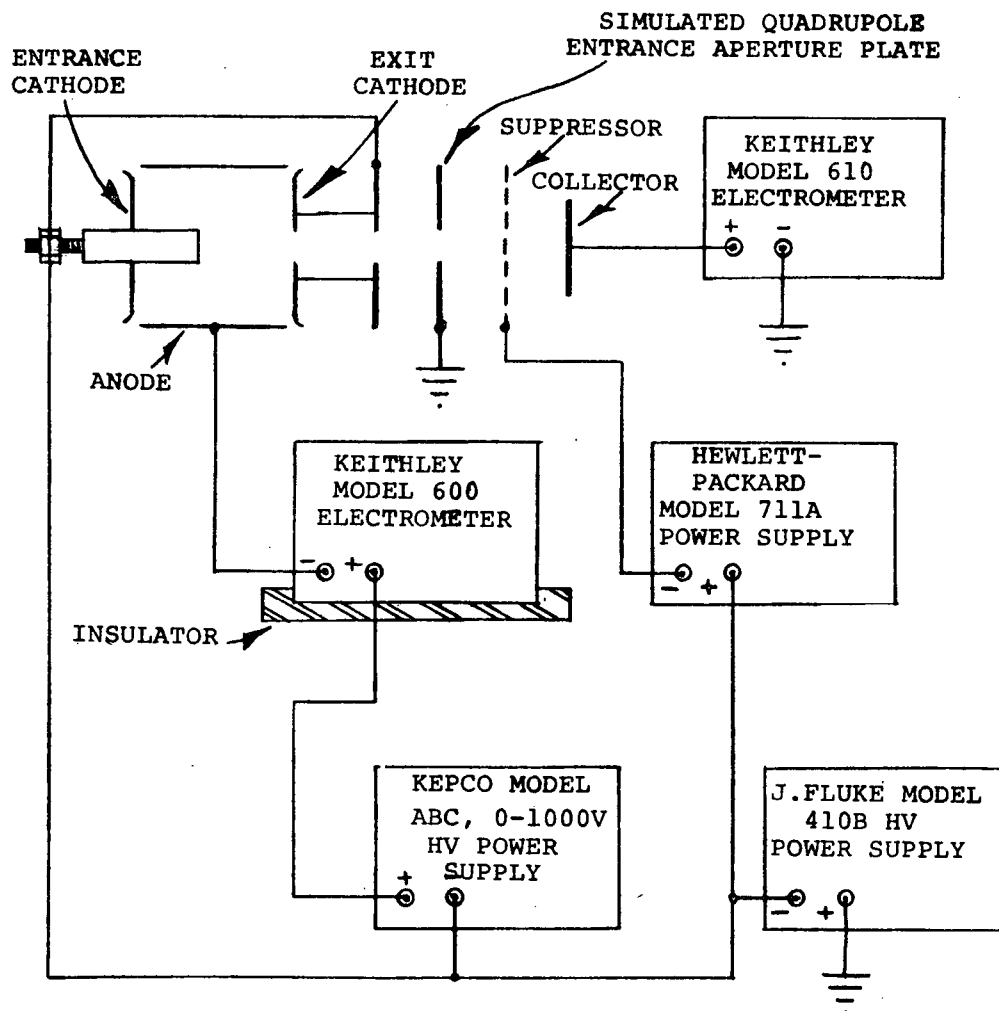 SIMULATED QUADRUPOLE
ENTRANCE APERTURE PLATE
ENTRANCE
CATHODE
EXIT
CATHODE
SUPPRESSOR
COLLECTOR
KEITHLEY
MODEL 610
ELECTROMETER
+ -
ANODE
KEITHLEY
MODEL 600
ELECTROMETER
- +
HEWLETT-
PACKARD
MODEL 711A
POWER SUPPLY
- +
INSULATOR
KEPCO MODEL
ABC, 0-1000V
HV POWER
SUPPLY
+ -
J.FLUKE MODEL
410B HV
POWER SUPPLY
- +